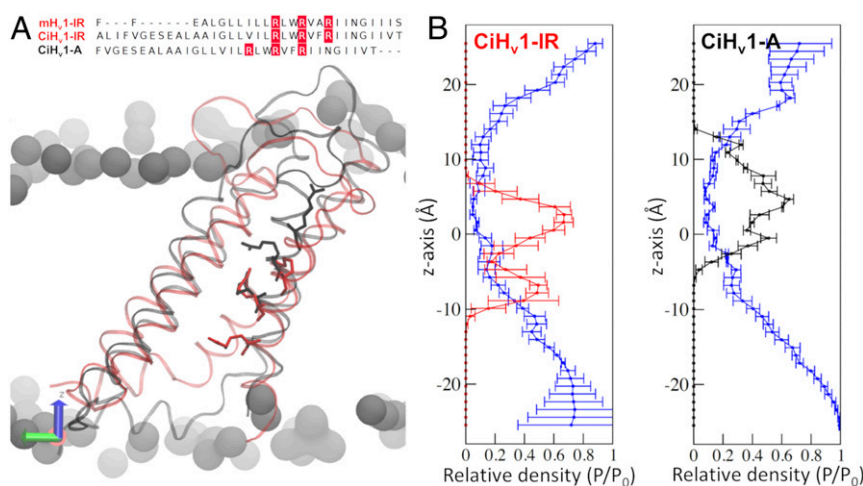 A
mHv1-IR F - - F - - - - - EALGLLILLRLWRVARIINGIIIS
CiHv1-IR ALIFVGESEALAAIGLLVILRLWRVFRIINGIIVT
CiHv1-A FVGESEALAAIGLLVILRLWRVFRIINGIIVT- - -
z
B
CiHv1-IR
CiHv1-A
z-axis (Å)
20
10
0
-10
-20
0 0.2 0.4 0.6 0.8 1
Relative density (P/P0)
z-axis (Å)
20
10
0
-10
-20
0 0.2 0.4 0.6 0.8 1
Relative density (P/P0)